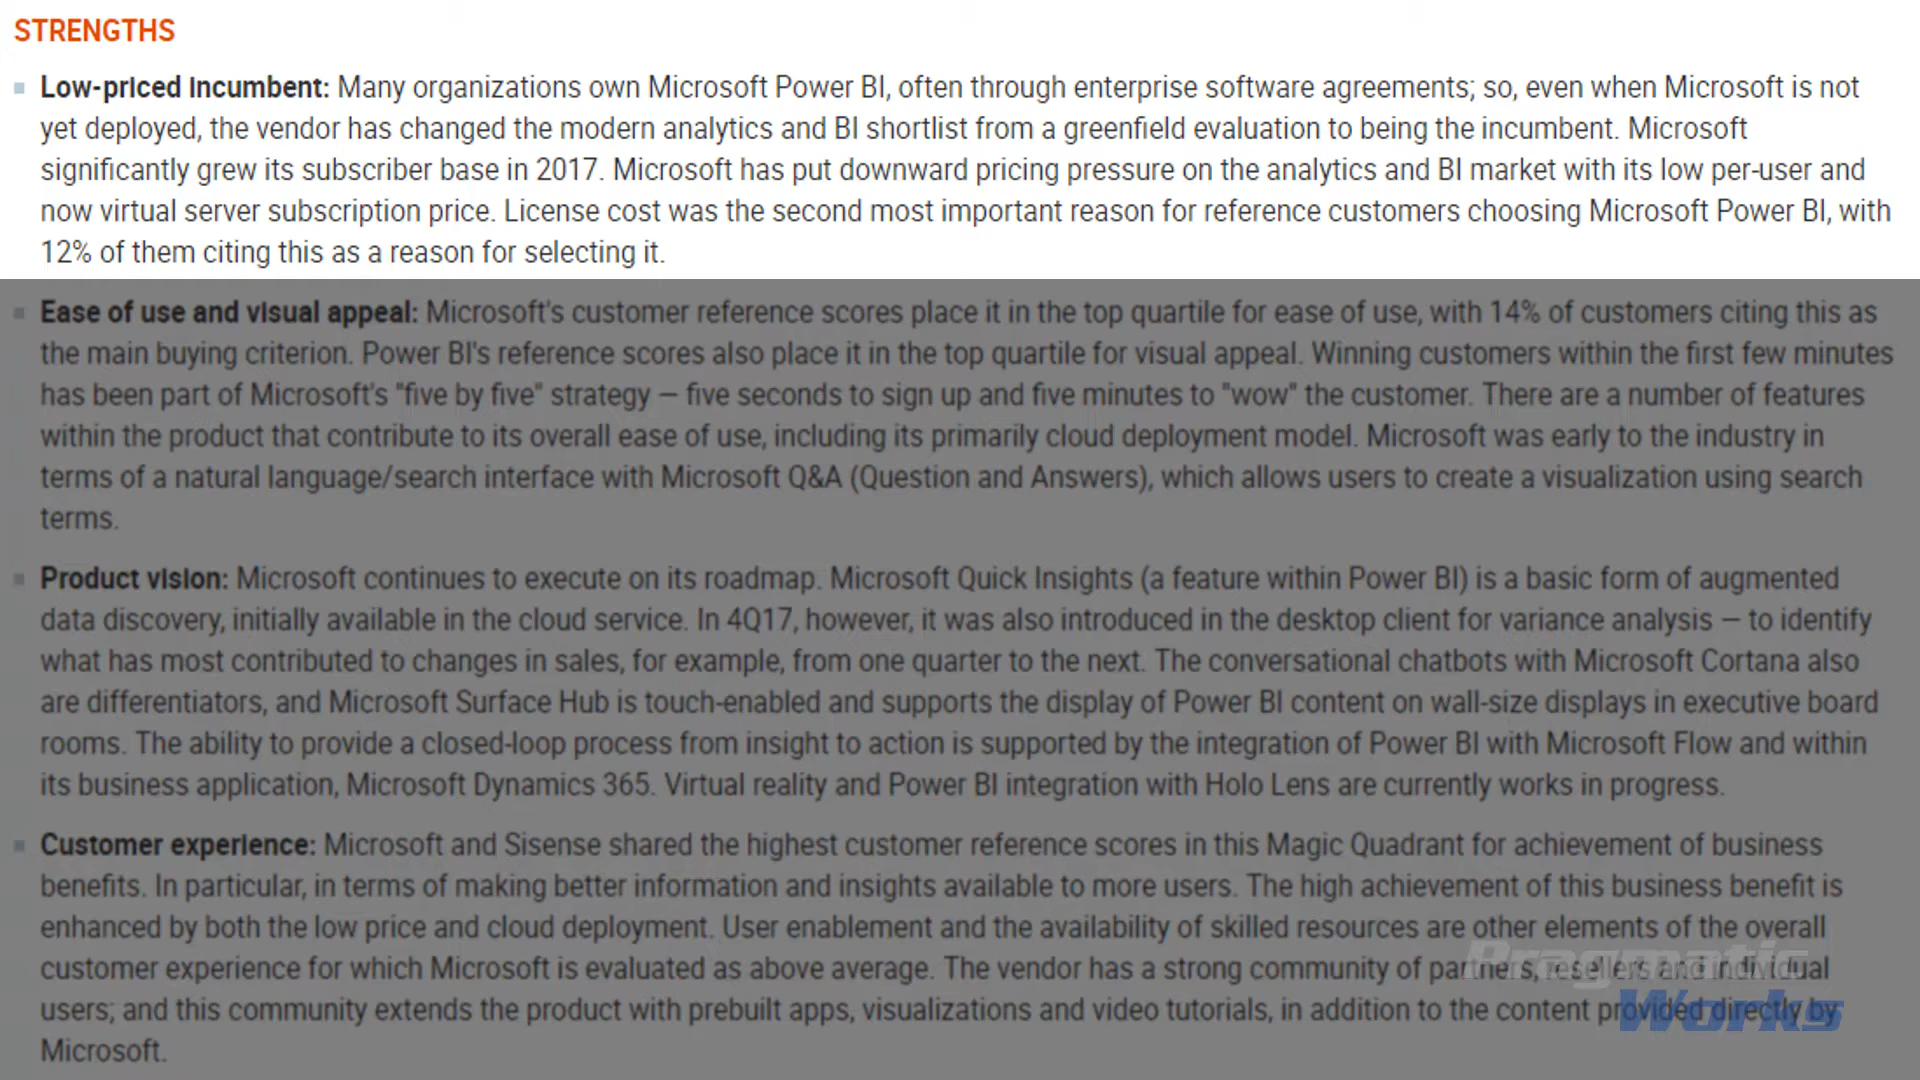 STRENGTHS
Low-priced incumbent: Many organizations own Microsoft Power BI, often through enterprise software agreements; so, even when Microsoft is not
yet deployed, the vendor has changed the modern analytics and BI shortlist from a greenfield evaluation to being the incumbent. Microsoft
significantly grew its subscriber base in 2017. Microsoft has put downward pricing pressure on the analytics and BI market with its low per-user and
now virtual server subscription price. License cost was the second most important reason for reference customers choosing Microsoft Power BI, with
12% of them citing this as a reason for selecting it.
Ease of use and visual appeal: Microsoft's customer reference scores place it in the top quartile for ease of use, with 14% of customers citing this as
the main buying criterion. Power BI's reference scores also place it in the top quartile for visual appeal. Winning customers within the first few minutes
has been part of Microsoft's "five by five" strategy — five seconds to sign up and five minutes to "wow" the customer. There are a number of features
within the product that contribute to its overall ease of use, including its primarily cloud deployment model. Microsoft was early to the industry in
terms of a natural language/search interface with Microsoft Q&A (Question and Answers), which allows users to create a visualization using search
terms.
Product vision: Microsoft continues to execute on its roadmap. Microsoft Quick Insights (a feature within Power BI) is a basic form of augmented
data discovery, initially available in the cloud service. In 4Q17, however, it was also introduced in the desktop client for variance analysis — to identify
what has most contributed to changes in sales, for example, from one quarter to the next. The conversational chatbots with Microsoft Cortana also
are differentiators, and Microsoft Surface Hub is touch-enabled and supports the display of Power BI content on wall-size displays in executive board
rooms. The ability to provide a closed-loop process from insight to action is supported by the integration of Power BI with Microsoft Flow and within
its business application, Microsoft Dynamics 365. Virtual reality and Power BI integration with Holo Lens are currently works in progress.
Customer experience: Microsoft and Sisense shared the highest customer reference scores in this Magic Quadrant for achievement of business
benefits. In particular, in terms of making better information and insights available to more users. The high achievement of this business benefit is
enhanced by both the low price and cloud deployment. User enablement and the availability of skilled resources are other elements of the overall
customer experience for which Microsoft is evaluated as above average. The vendor has a strong community of partners, resellers and individual
users; and this community extends the product with prebuilt apps, visualizations and video tutorials, in addition to the content provided directly by
Microsoft.
Pragmatic
Works